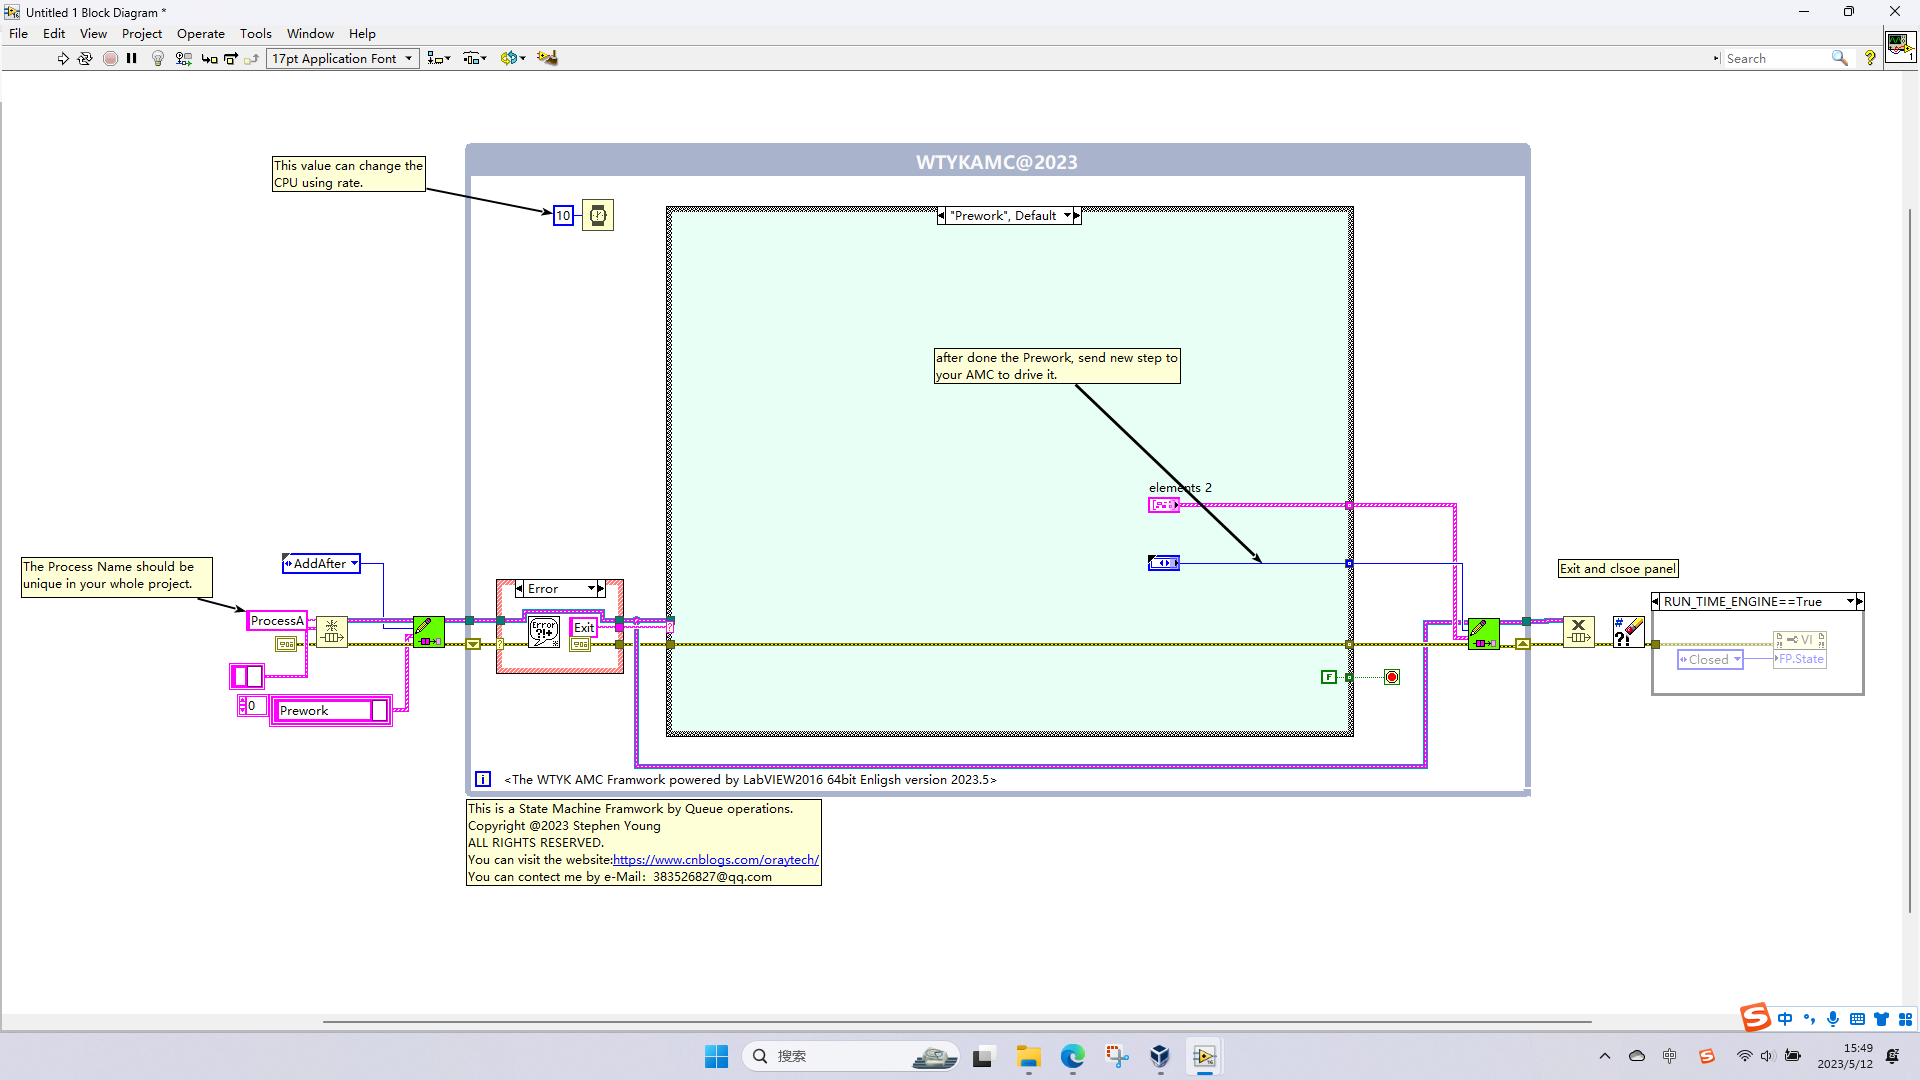 Untitled 1 Block Diagram *
File Edit View Project Operate Tools Window Help
17pt Application Font
Search
1
WTYKAMC@2023
This value can change the
CPU using rate.
10
"Prework", Default
after done the Prework, send new step to
your AMC to drive it.
elements 2
The Process Name should be
unique in your whole project.
AddAfter
ProcessA
0
Prework
Error
Error
?!+
Exit
F
Exit and clsoe panel
RUN_TIME_ENGINE==True
VI
Closed
FP.State
i
<The WTYK AMC Framwork powered by LabVIEW2016 64bit Enligsh version 2023.5>
This is a State Machine Framwork by Queue operations.
Copyright @2023 Stephen Young
ALL RIGHTS RESERVED.
You can visit the website:https://www.cnblogs.com/oraytech/
You can contect me by e-Mail：383526827@qq.com
中
搜索
中
15:49
2023/5/12